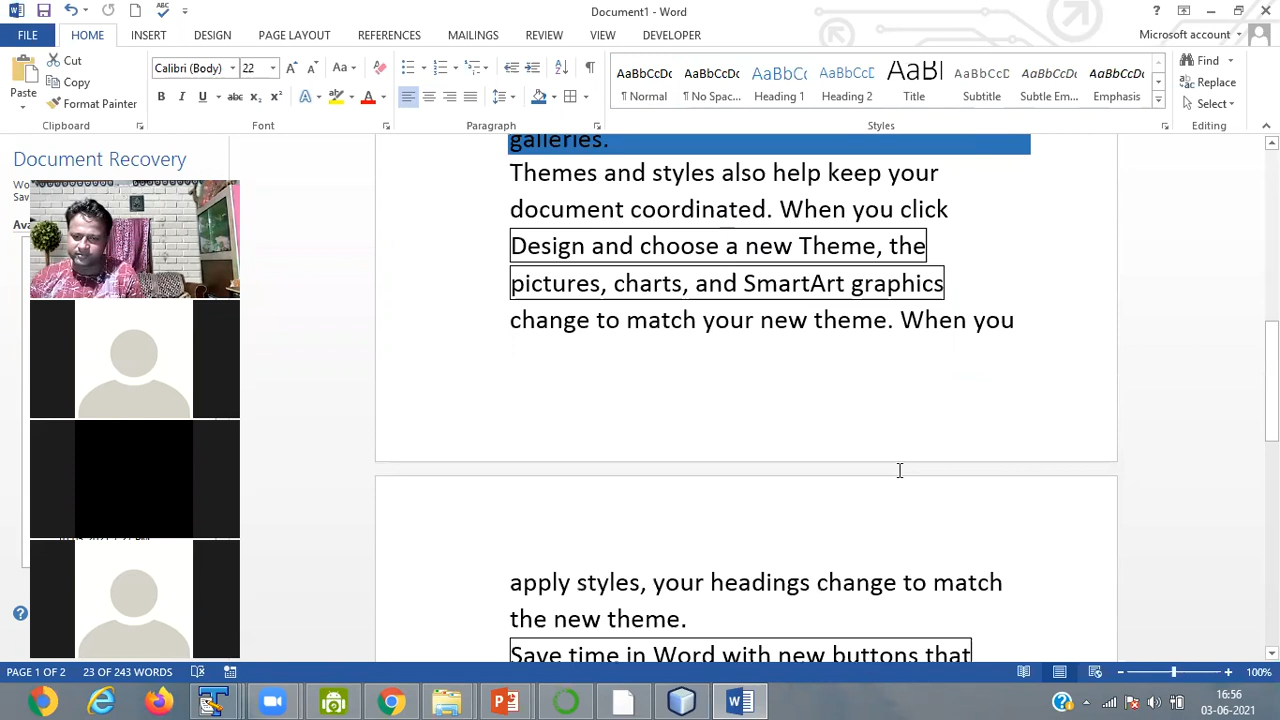 Document1 - Word
FILE HOME INSERT DESIGN PAGE LAYOUT REFERENCES MAILINGS REVIEW VIEW DEVELOPER
Microsoft account
Paste
Cut
Copy
Format Painter
Clipboard
Calibri (Body) 22
Font
Paragraph
AaBbCcDc AaBbCcDc AaBbCc AaBbCcD AaBl AaBbCcD AaBbCcDc AaBbCcDc
¶ Normal ¶ No Spac... Heading 1 Heading 2 Title Subtitle Subtle Em... Emphasis
Styles
Find
Replace
Select
Editing
Document Recovery
galleries.
Themes and styles also help keep your
document coordinated. When you click
Design and choose a new Theme, the
pictures, charts, and SmartArt graphics
change to match your new theme. When you
apply styles, your headings change to match
the new theme.
Save time in Word with new buttons that
PAGE 1 OF 2 23 OF 243 WORDS
100%
16:56
03-06-2021